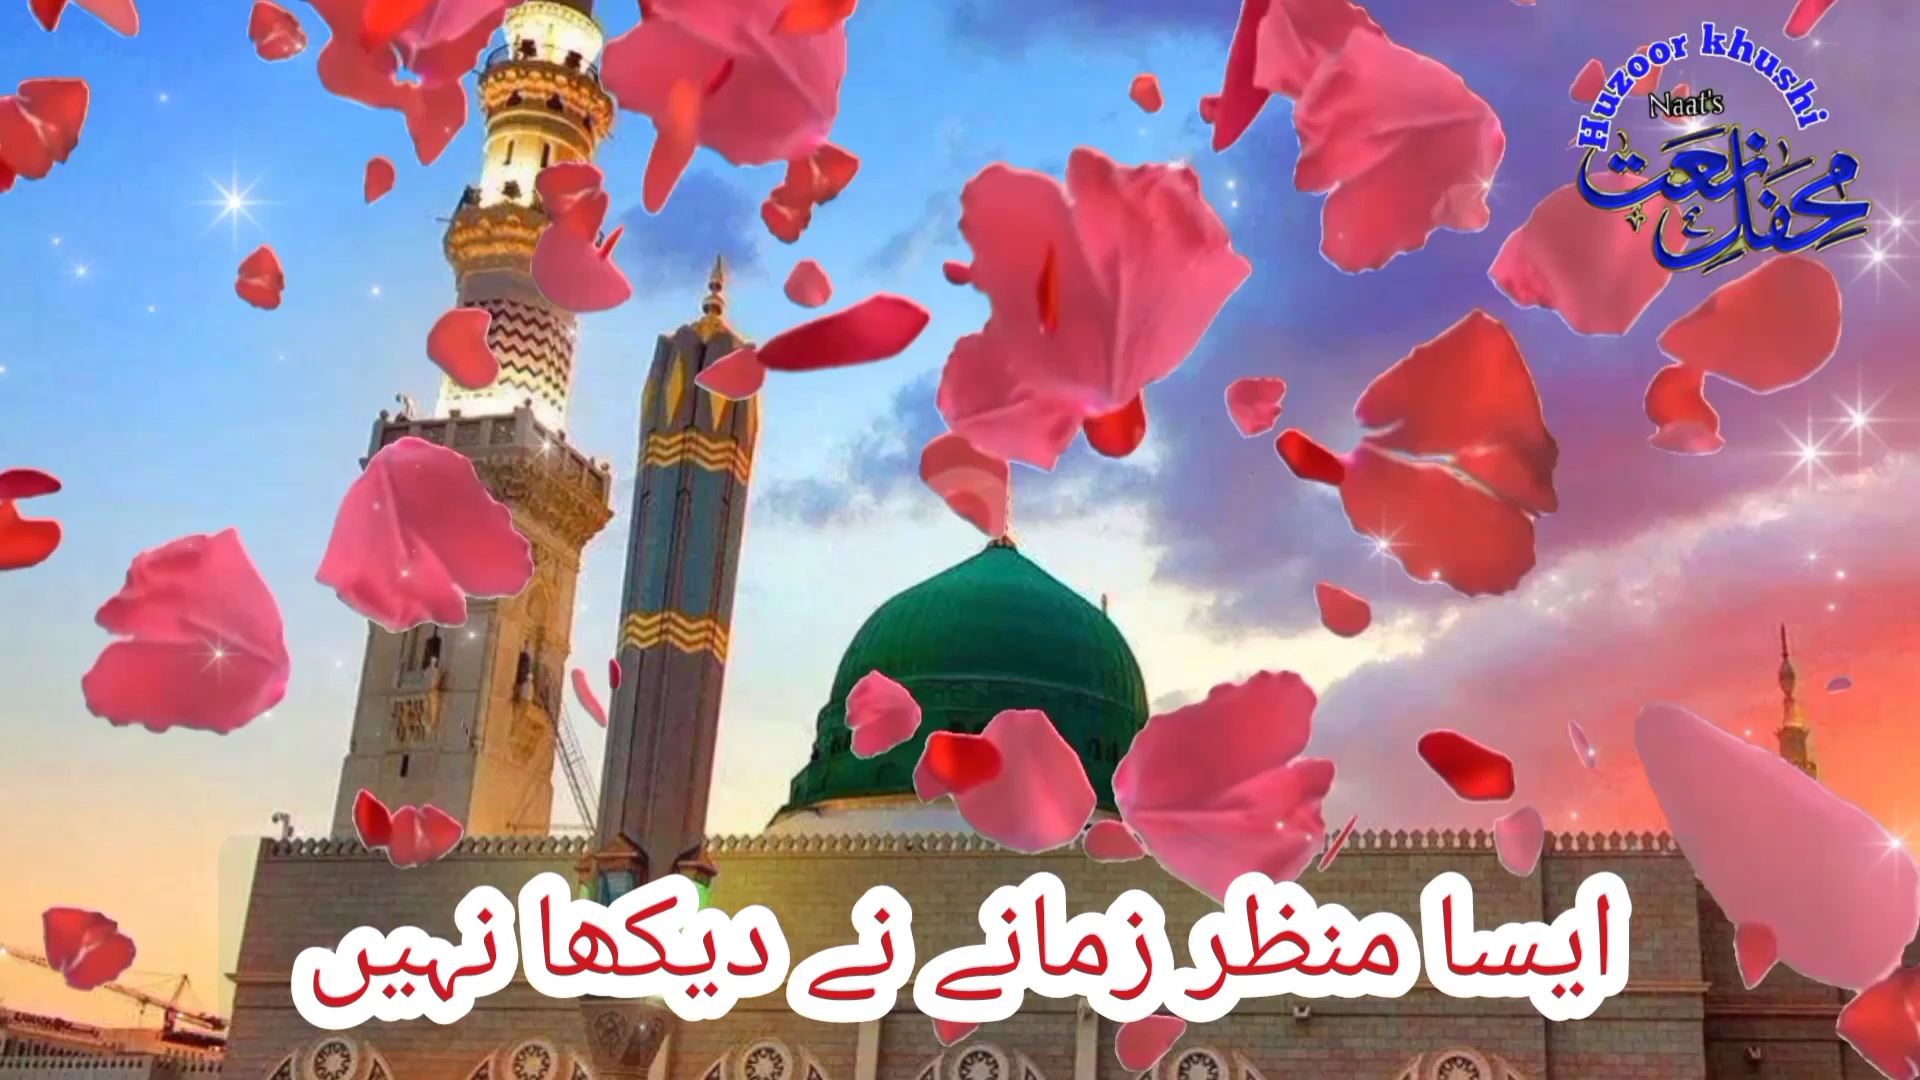 Huzoor khushi
Naat's
محفل نعت
ایسا منظر زمانے نے دیکھا نہیں